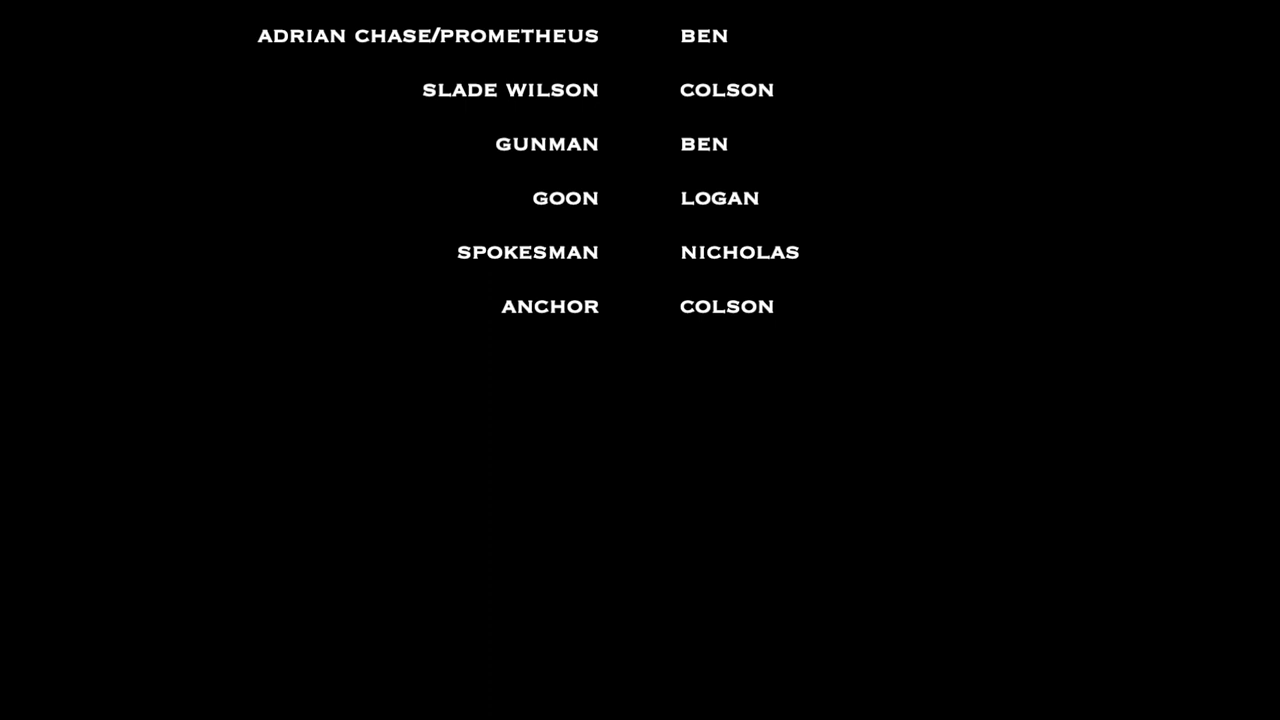 ADRIAN CHASE/PROMETHEUS BEN
SLADE WILSON COLSON
GUNMAN BEN
GOON LOGAN
SPOKESMAN NICHOLAS
ANCHOR COLSON